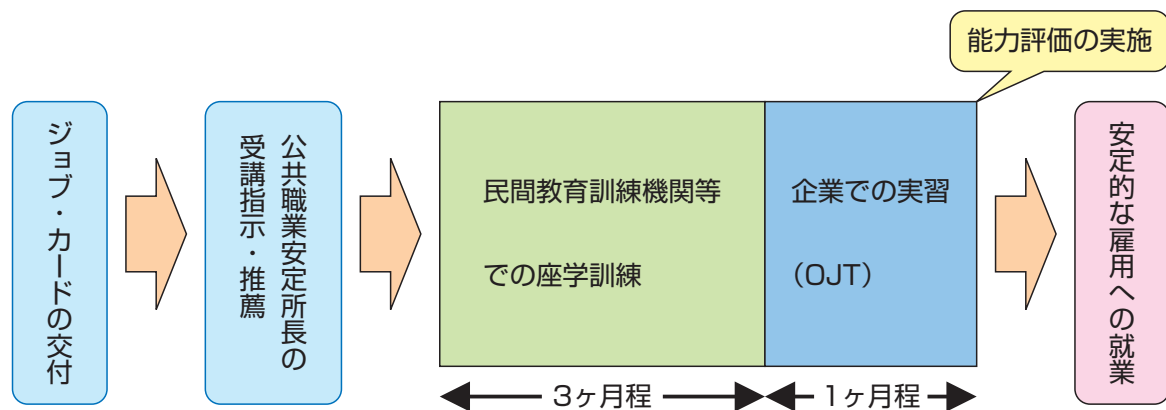 能力評価の実施
ジョブ・カードの交付
公共職業安定所長の
受講指示・推薦
民間教育訓練機関等
での座学訓練
企業での実習
（OJT）
安定的な雇用への就業
3ヶ月程
1ヶ月程